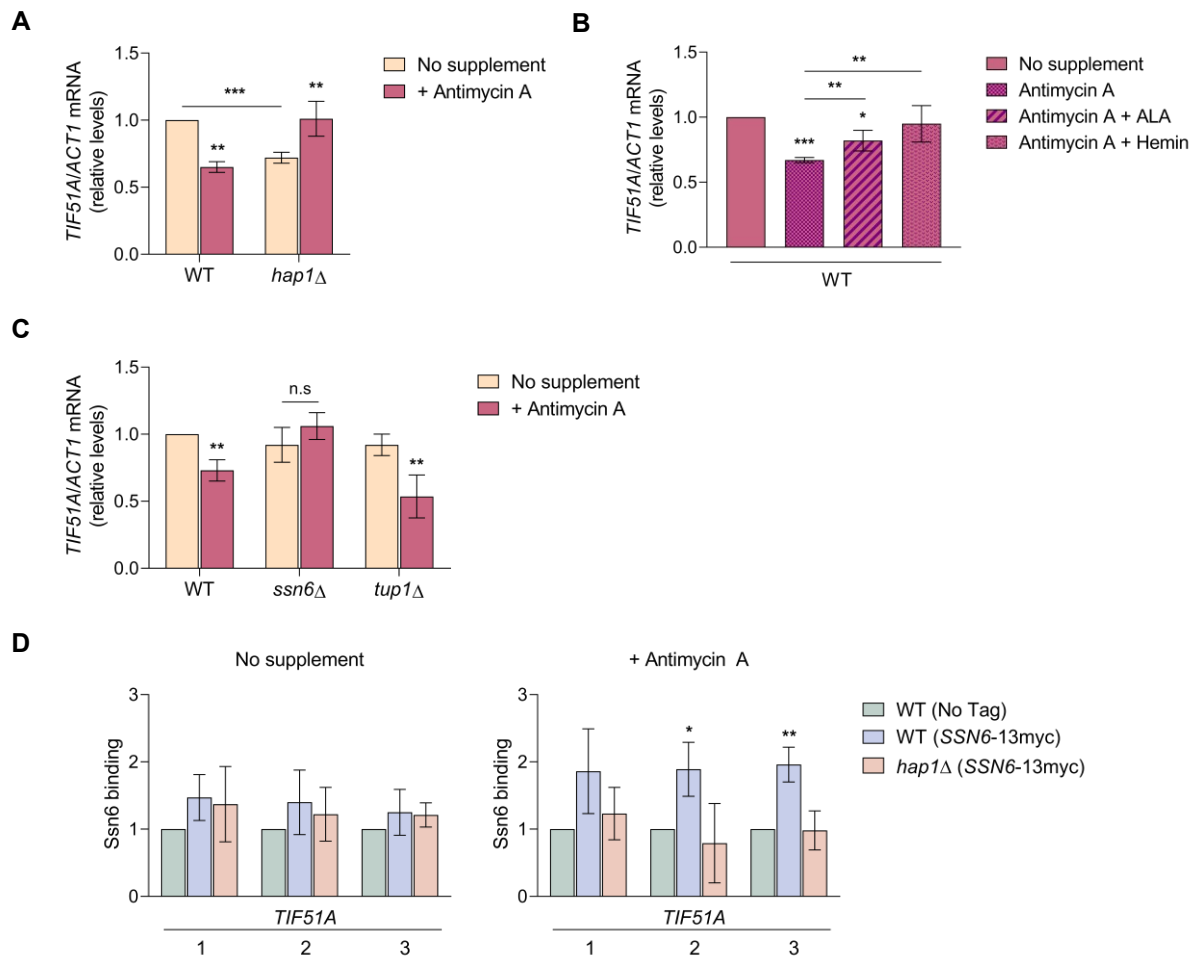 A
TIF51A/ACT1 mRNA
(relative levels)
1.5
1.0
0.5
0.0
***
**
**
WT
hap1Δ
No supplement
+ Antimycin A
B
TIF51A/ACT1 mRNA
(relative levels)
1.5
1.0
0.5
0.0
**
**
***
*
WT
No supplement
Antimycin A
Antimycin A + ALA
Antimycin A + Hemin
C
TIF51A/ACT1 mRNA
(relative levels)
1.5
1.0
0.5
0.0
**
n.s
**
WT
ssn6Δ
tup1Δ
No supplement
+ Antimycin A
D
No supplement
Ssn6 binding
3
2
1
0
TIF51A
1
2
3
+ Antimycin A
Ssn6 binding
3
2
1
0
*
**
TIF51A
1
2
3
WT (No Tag)
WT (SSN6-13myc)
hap1Δ (SSN6-13myc)